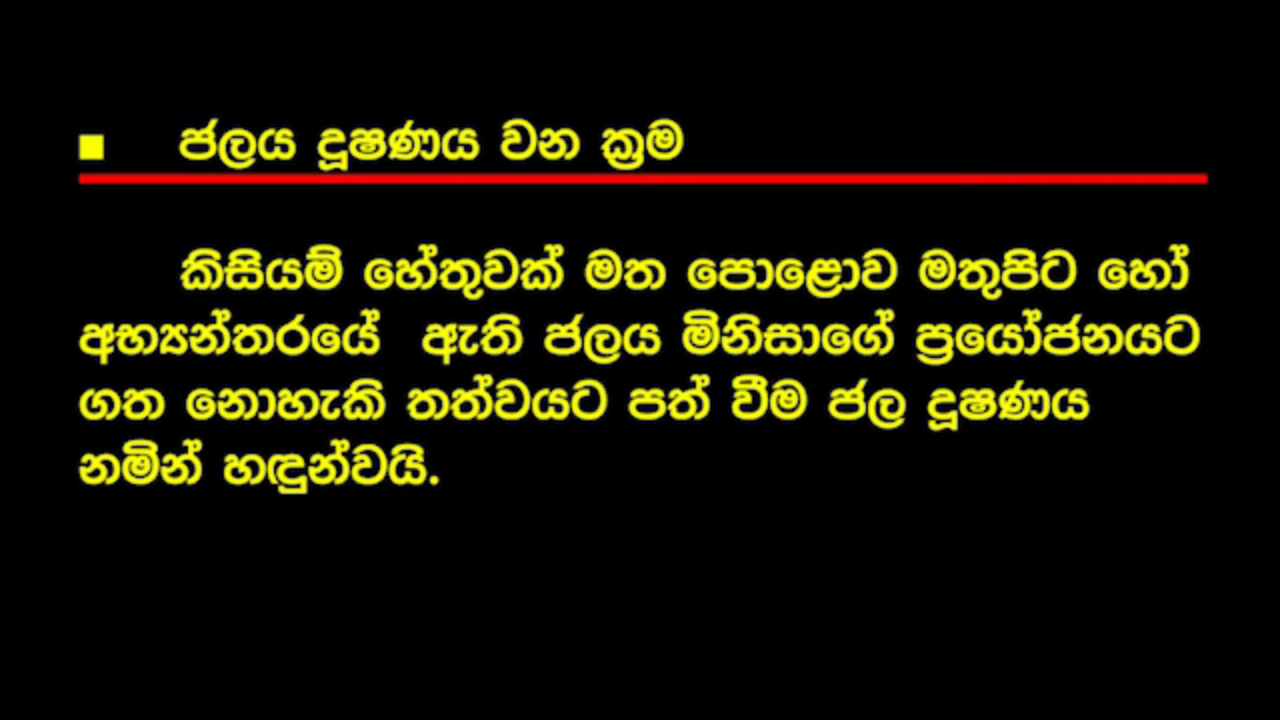 ■ ජලය දූෂණය වන ක්‍රම
කිසියම් හේතුවක් මත පොළොව මතුපිට හෝ
අභ්‍යන්තරයේ ඇති ජලය මිනිසාගේ ප්‍රයෝජනයට
ගත නොහැකි තත්වයට පත් වීම ජල දූෂණය
නමින් හඳුන්වයි.